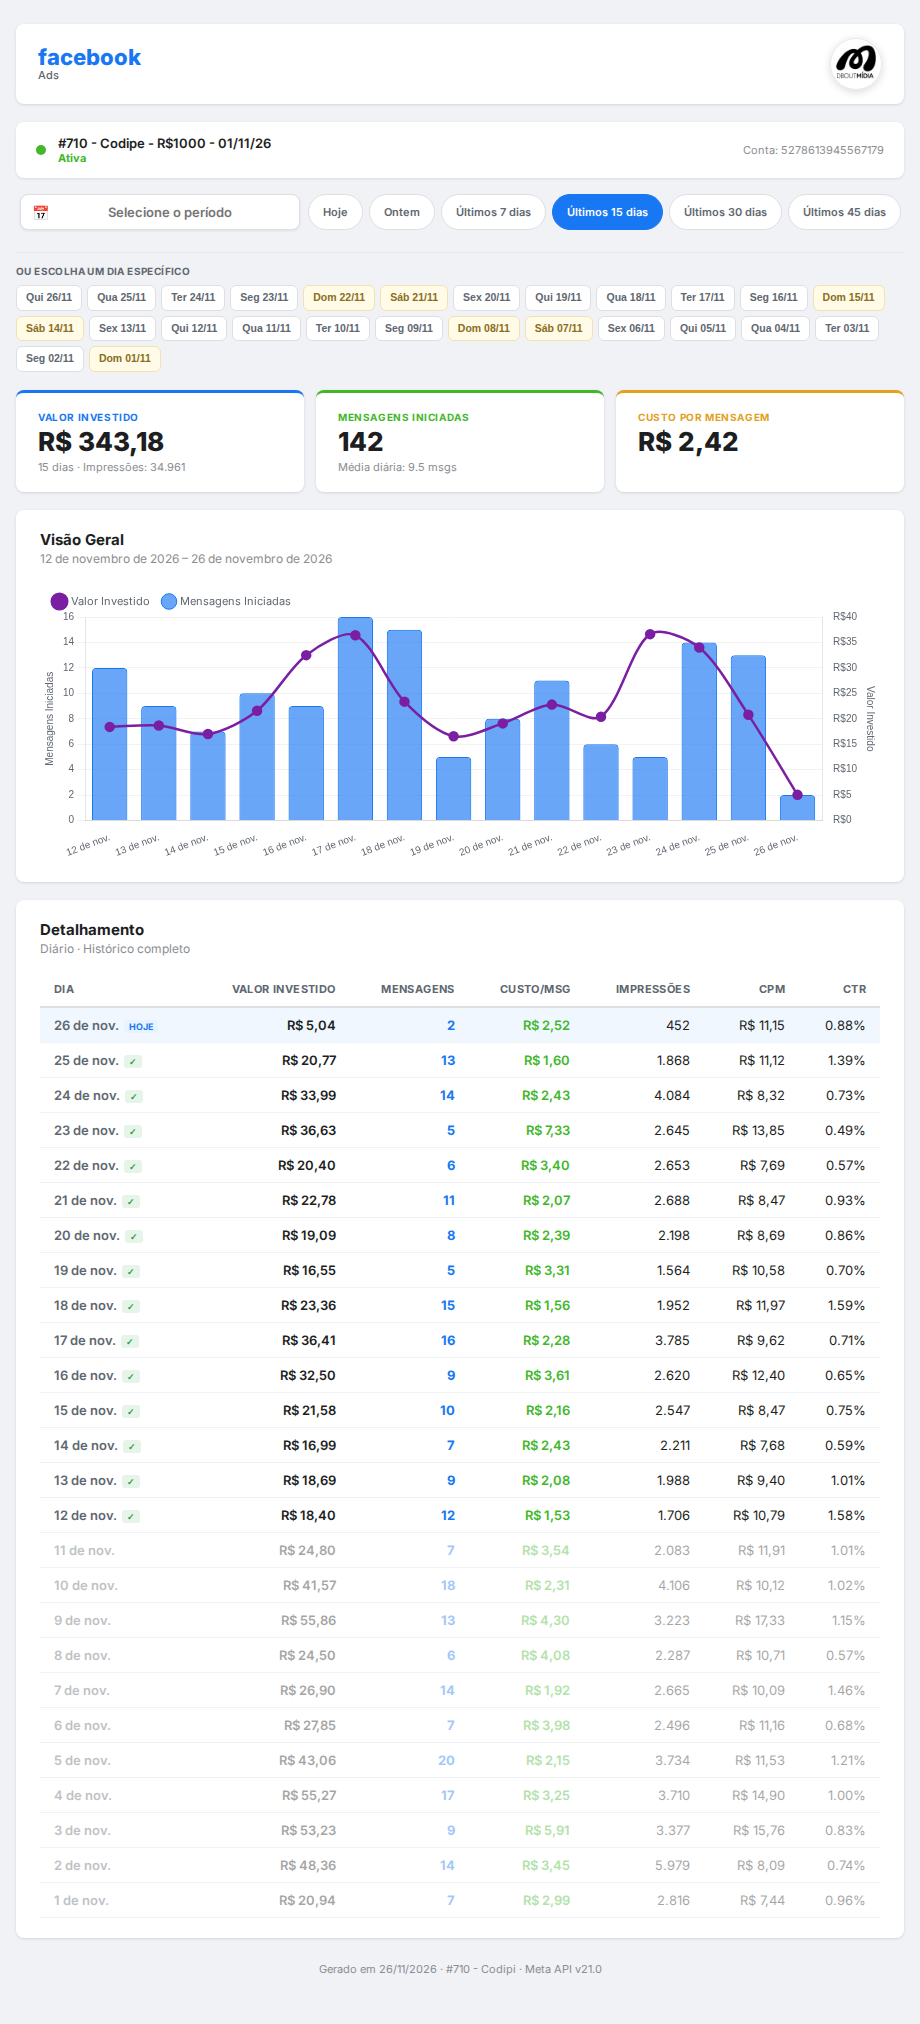 facebook
Ads
DBOUTMÍDIA
#710 - Codipe - R$1000 - 01/11/26
Ativa
Conta: 5278613945567179
Selecione o período
Hoje
Ontem
Últimos 7 dias
Últimos 15 dias
Últimos 30 dias
Últimos 45 dias
OU ESCOLHA UM DIA ESPECÍFICO
Qui 26/11 Qua 25/11 Ter 24/11 Seg 23/11 Dom 22/11 Sáb 21/11 Sex 20/11 Qui 19/11 Qua 18/11 Ter 17/11 Seg 16/11 Dom 15/11
Sáb 14/11 Sex 13/11 Qui 12/11 Qua 11/11 Ter 10/11 Seg 09/11 Dom 08/11 Sáb 07/11 Sex 06/11 Qui 05/11 Qua 04/11 Ter 03/11
Seg 02/11 Dom 01/11
VALOR INVESTIDO
R$ 343,18
15 dias · Impressões: 34.961
MENSAGENS INICIADAS
142
Média diária: 9.5 msgs
CUSTO POR MENSAGEM
R$ 2,42
Visão Geral
12 de novembro de 2026 – 26 de novembro de 2026
Valor Investido Mensagens Iniciadas
Mensagens Iniciadas
16
14
12
10
8
6
4
2
0
R$40
R$35
R$30
R$25
R$20
R$15
R$10
R$5
R$0
Valor Investido
12 de nov. 13 de nov. 14 de nov. 15 de nov. 16 de nov. 17 de nov. 18 de nov. 19 de nov. 20 de nov. 21 de nov. 22 de nov. 23 de nov. 24 de nov. 25 de nov. 26 de nov.
Detalhamento
Diário · Histórico completo
DIA VALOR INVESTIDO MENSAGENS CUSTO/MSG IMPRESSÕES CPM CTR
26 de nov. HOJE R$ 5,04 2 R$ 2,52 452 R$ 11,15 0.88%
25 de nov. ✓ R$ 20,77 13 R$ 1,60 1.868 R$ 11,12 1.39%
24 de nov. ✓ R$ 33,99 14 R$ 2,43 4.084 R$ 8,32 0.73%
23 de nov. ✓ R$ 36,63 5 R$ 7,33 2.645 R$ 13,85 0.49%
22 de nov. ✓ R$ 20,40 6 R$ 3,40 2.653 R$ 7,69 0.57%
21 de nov. ✓ R$ 22,78 11 R$ 2,07 2.688 R$ 8,47 0.93%
20 de nov. ✓ R$ 19,09 8 R$ 2,39 2.198 R$ 8,69 0.86%
19 de nov. ✓ R$ 16,55 5 R$ 3,31 1.564 R$ 10,58 0.70%
18 de nov. ✓ R$ 23,36 15 R$ 1,56 1.952 R$ 11,97 1.59%
17 de nov. ✓ R$ 36,41 16 R$ 2,28 3.785 R$ 9,62 0.71%
16 de nov. ✓ R$ 32,50 9 R$ 3,61 2.620 R$ 12,40 0.65%
15 de nov. ✓ R$ 21,58 10 R$ 2,16 2.547 R$ 8,47 0.75%
14 de nov. ✓ R$ 16,99 7 R$ 2,43 2.211 R$ 7,68 0.59%
13 de nov. ✓ R$ 18,69 9 R$ 2,08 1.988 R$ 9,40 1.01%
12 de nov. ✓ R$ 18,40 12 R$ 1,53 1.706 R$ 10,79 1.58%
11 de nov. R$ 24,80 7 R$ 3,54 2.083 R$ 11,91 1.01%
10 de nov. R$ 41,57 18 R$ 2,31 4.106 R$ 10,12 1.02%
9 de nov. R$ 55,86 13 R$ 4,30 3.223 R$ 17,33 1.15%
8 de nov. R$ 24,50 6 R$ 4,08 2.287 R$ 10,71 0.57%
7 de nov. R$ 26,90 14 R$ 1,92 2.665 R$ 10,09 1.46%
6 de nov. R$ 27,85 7 R$ 3,98 2.496 R$ 11,16 0.68%
5 de nov. R$ 43,06 20 R$ 2,15 3.734 R$ 11,53 1.21%
4 de nov. R$ 55,27 17 R$ 3,25 3.710 R$ 14,90 1.00%
3 de nov. R$ 53,23 9 R$ 5,91 3.377 R$ 15,76 0.83%
2 de nov. R$ 48,36 14 R$ 3,45 5.979 R$ 8,09 0.74%
1 de nov. R$ 20,94 7 R$ 2,99 2.816 R$ 7,44 0.96%
Gerado em 26/11/2026 · #710 - Codipi · Meta API v21.0